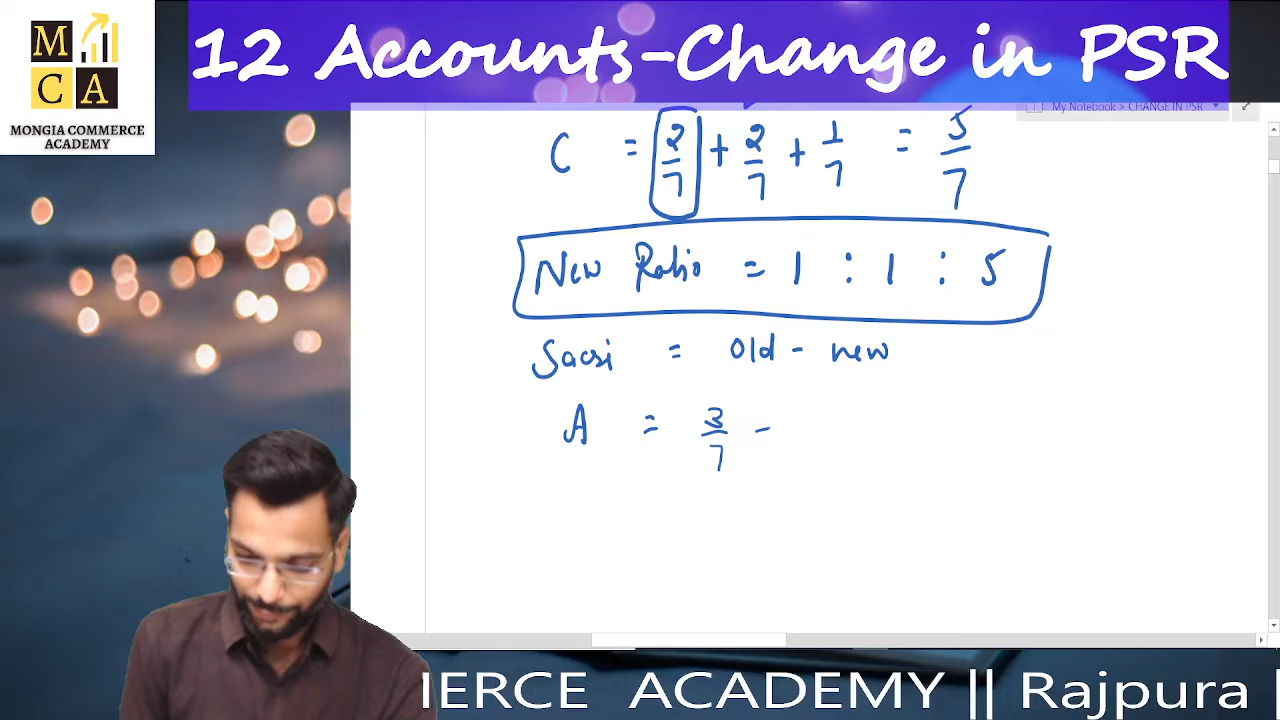 M
C A
MONGIA COMMERCE
ACADEMY
12 Accounts-Change in PSR
My Notebook > CHANGE IN PSR
C = 2/7 + 2/7 + 1/7 = 5/7
New Ratio = 1 : 1 : 5
Sacri = Old - new
A = 3/7 -
IERCE ACADEMY || Rajpura |